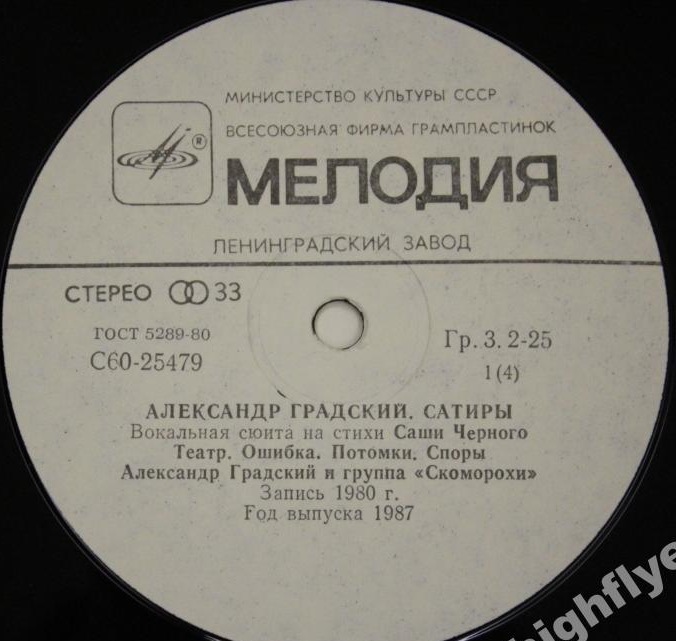 МИНИСТЕРСТВО КУЛЬТУРЫ СССР
ВСЕСОЮЗНАЯ ФИРМА ГРАМПЛАСТИНОК
®
МЕЛОДИЯ
ЛЕНИНГРАДСКИЙ ЗАВОД
СТЕРЕО 33
ГОСТ 5289-80
С60-25479
Гр. 3. 2-25
1(4)
АЛЕКСАНДР ГРАДСКИЙ. САТИРЫ
Вокальная сюита на стихи Саши Черного
Театр. Ошибка. Потомки. Споры
Александр Градский и группа «Скоморохи»
Запись 1980 г.
Год выпуска 1987